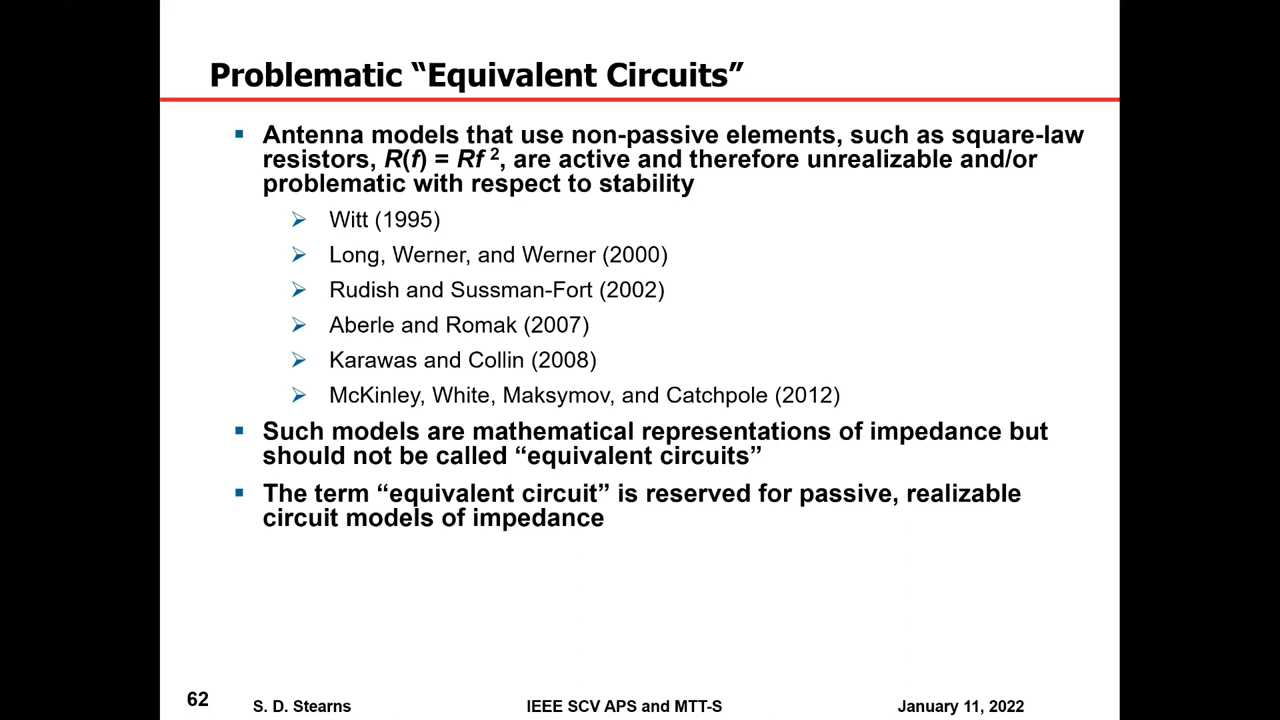 Problematic “Equivalent Circuits”
Antenna models that use non-passive elements, such as square-law
resistors, R(f) = Rf ², are active and therefore unrealizable and/or
problematic with respect to stability
Witt (1995)
Long, Werner, and Werner (2000)
Rudish and Sussman-Fort (2002)
Aberle and Romak (2007)
Karawas and Collin (2008)
McKinley, White, Maksymov, and Catchpole (2012)
Such models are mathematical representations of impedance but
should not be called “equivalent circuits”
The term “equivalent circuit” is reserved for passive, realizable
circuit models of impedance
62 S. D. Stearns IEEE SCV APS and MTT-S January 11, 2022